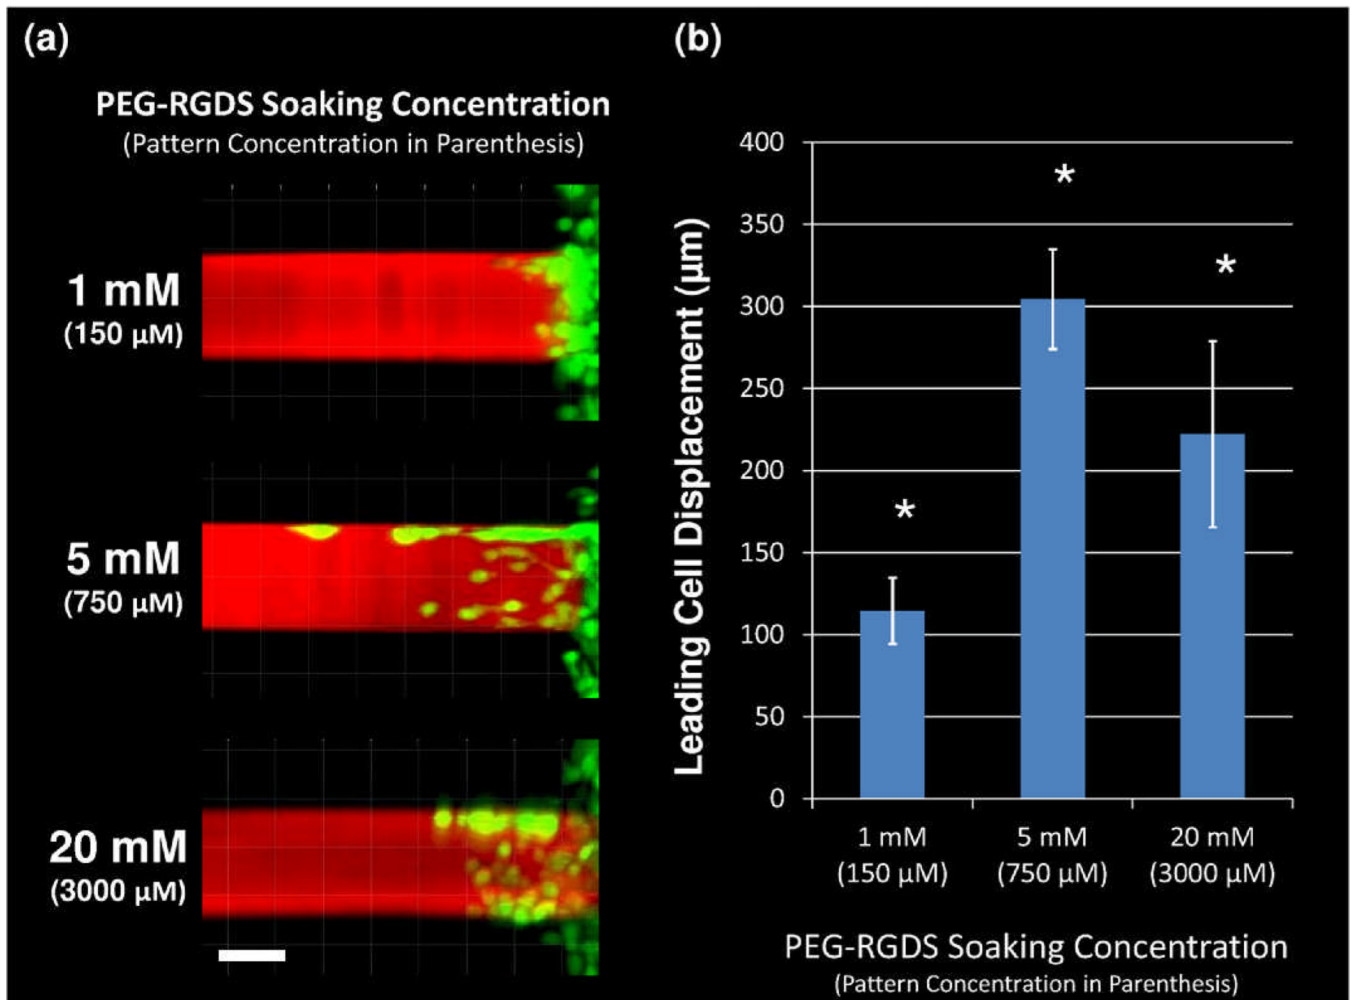 (a)
PEG-RGDS Soaking Concentration
(Pattern Concentration in Parenthesis)
1 mM
(150 µM)
5 mM
(750 µM)
20 mM
(3000 µM)
(b)
Leading Cell Displacement (µm)
400
350
300
250
200
150
100
50
0
*
*
*
1 mM
(150 µM)
5 mM
(750 µM)
20 mM
(3000 µM)
PEG-RGDS Soaking Concentration
(Pattern Concentration in Parenthesis)